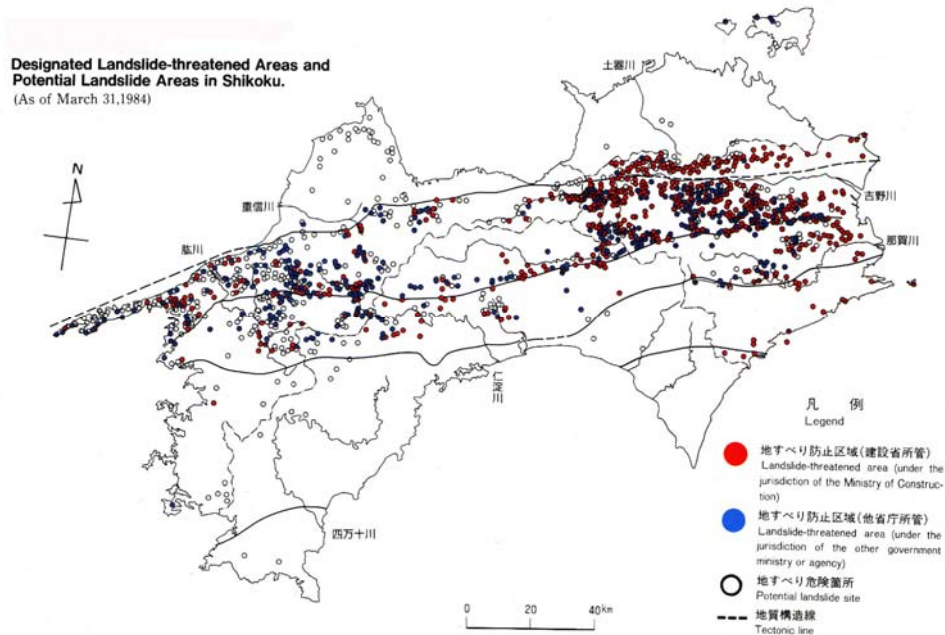 Designated Landslide-threatened Areas and
Potential Landslide Areas in Shikoku.
(As of March 31,1984)
土器川
N
重信川
吉野川
肱川
那賀川
仁淀川
四万十川
凡 例
Legend
地すべり防止区域(建設省所管)
Landslide-threatened area (under the
jurisdiction of the Ministry of Construc-
tion)
地すべり防止区域(他省庁所管)
Landslide-threatened area (under the
jurisdiction of the other government
ministry or agency)
地すべり危険箇所
Potential landslide site
地質構造線
Tectonic line
0 20 40km